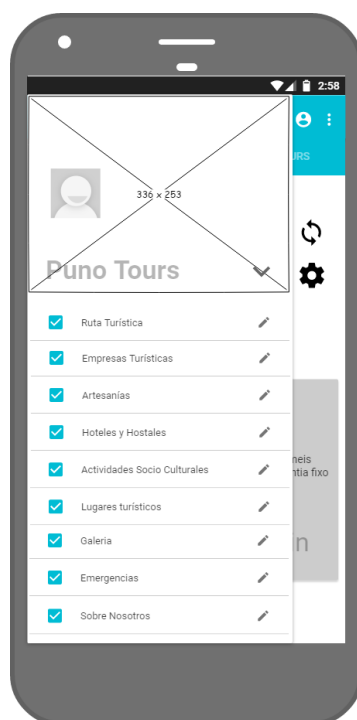 2:58
JRS
336 × 253
Puno Tours
Ruta Turística
Empresas Turísticas
Artesanías
Hoteles y Hostales
neis
Actividades Socio Culturales
ntia fixo
Lugares turísticos
Galeria
n
Emergencias
Sobre Nosotros